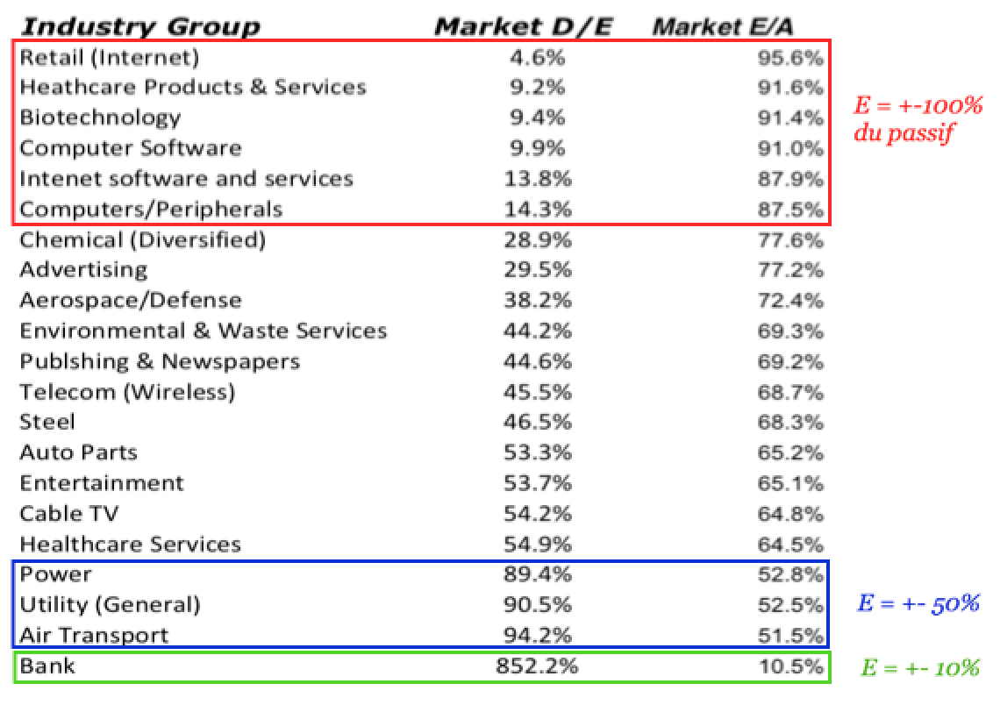 Industry Group Market D/E Market E/A
Retail (Internet) 4.6% 95.6%
Heathcare Products & Services 9.2% 91.6%
Biotechnology 9.4% 91.4%
Computer Software 9.9% 91.0%
Intenet software and services 13.8% 87.9%
Computers/Peripherals 14.3% 87.5%
E = +-100%
du passif
Chemical (Diversified) 28.9% 77.6%
Advertising 29.5% 77.2%
Aerospace/Defense 38.2% 72.4%
Environmental & Waste Services 44.2% 69.3%
Publshing & Newspapers 44.6% 69.2%
Telecom (Wireless) 45.5% 68.7%
Steel 46.5% 68.3%
Auto Parts 53.3% 65.2%
Entertainment 53.7% 65.1%
Cable TV 54.2% 64.8%
Healthcare Services 54.9% 64.5%
Power 89.4% 52.8%
Utility (General) 90.5% 52.5%
Air Transport 94.2% 51.5%
E = +- 50%
Bank 852.2% 10.5%
E = +- 10%